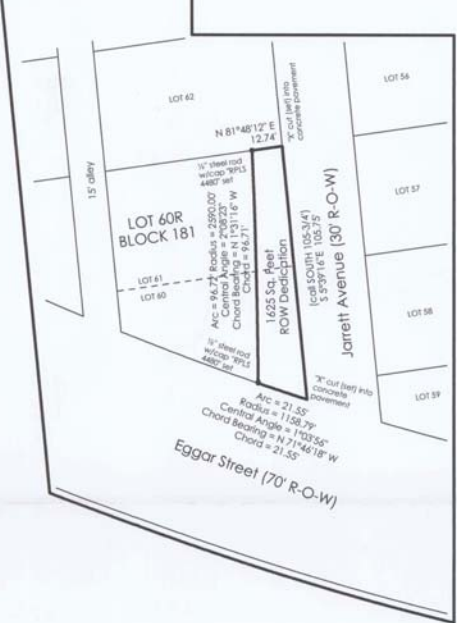 LOT 62
LOT 56
N 81°48'12" E
12.74'
"X" cut (set) into
concrete pavement
15' alley
½" steel rod
w/cap "RPLS
4480" set
LOT 57
LOT 60R
BLOCK 181
Arc = 96.72' Radius = 2590.00'
Central Angle = 2°08'23"
Chord Bearing = N 1°31'16" W
Chord = 96.71'
1625 Sq. Feet
ROW Dedication
(call SOUTH 105-3/4')
S 5°39'16"E 105.75'
Jarrett Avenue (30' R-O-W)
LOT 61
LOT 60
LOT 58
½" steel rod
w/cap "RPLS
4480" set
"X" cut (set) into
concrete
pavement
LOT 59
Arc = 21.55'
Radius = 1158.79'
Central Angle = 1°03'56"
Chord Bearing = N 71°46'18" W
Chord = 21.55'
Eggar Street (70' R-O-W)